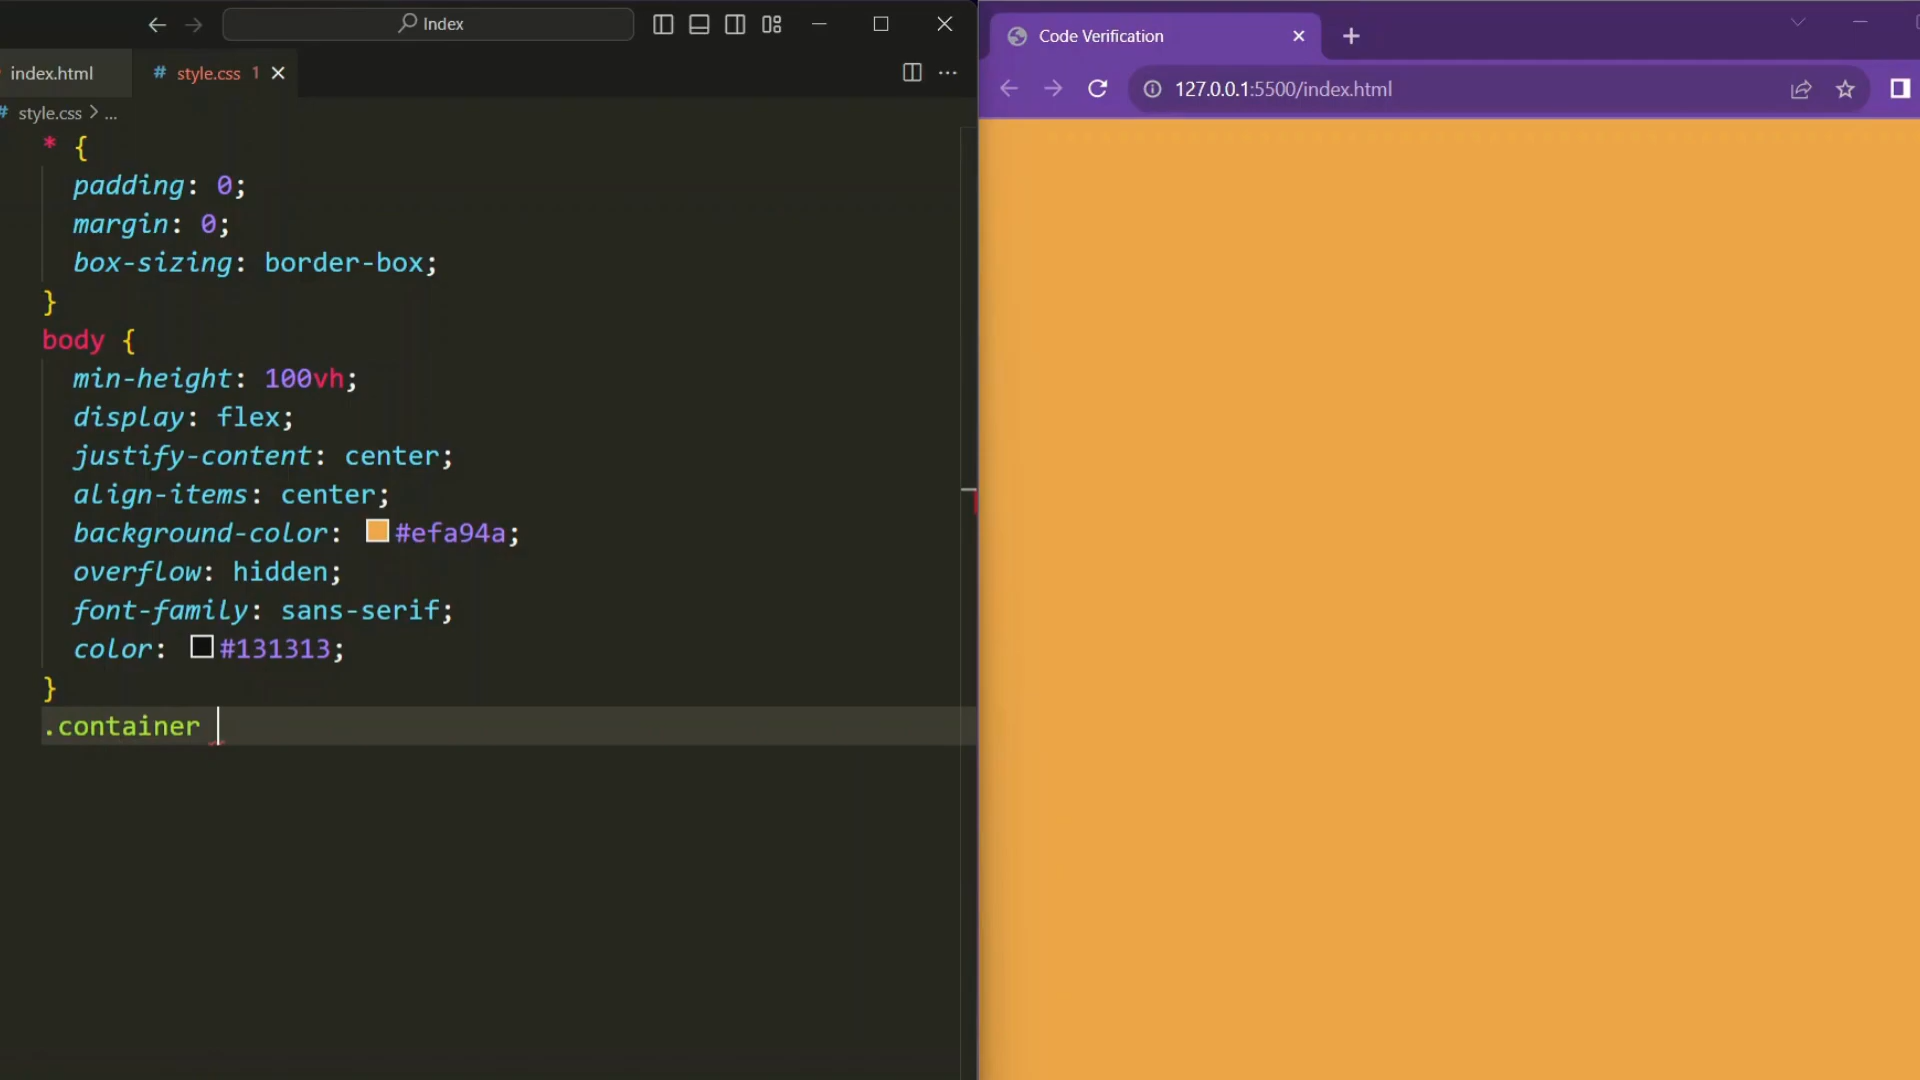 Index
index.html
# style.css 1
# style.css > ...
* {
padding: 0;
margin: 0;
box-sizing: border-box;
}
body {
min-height: 100vh;
display: flex;
justify-content: center;
align-items: center;
background-color: #efa94a;
overflow: hidden;
font-family: sans-serif;
color: #131313;
}
.container
Code Verification
127.0.0.1:5500/index.html